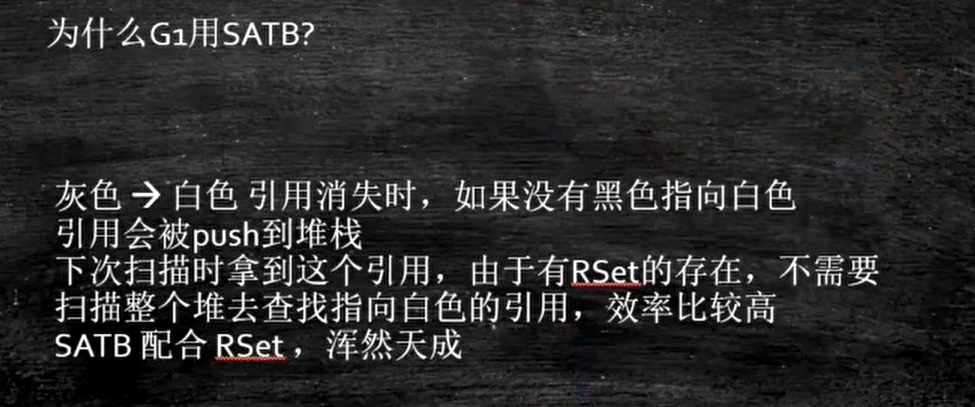 为什么G1用SATB?
灰色 → 白色 引用消失时，如果没有黑色指向白色
引用会被push到堆栈
下次扫描时拿到这个引用，由于有RSet的存在，不需要
扫描整个堆去查找指向白色的引用，效率比较高
SATB 配合 RSet ，浑然天成